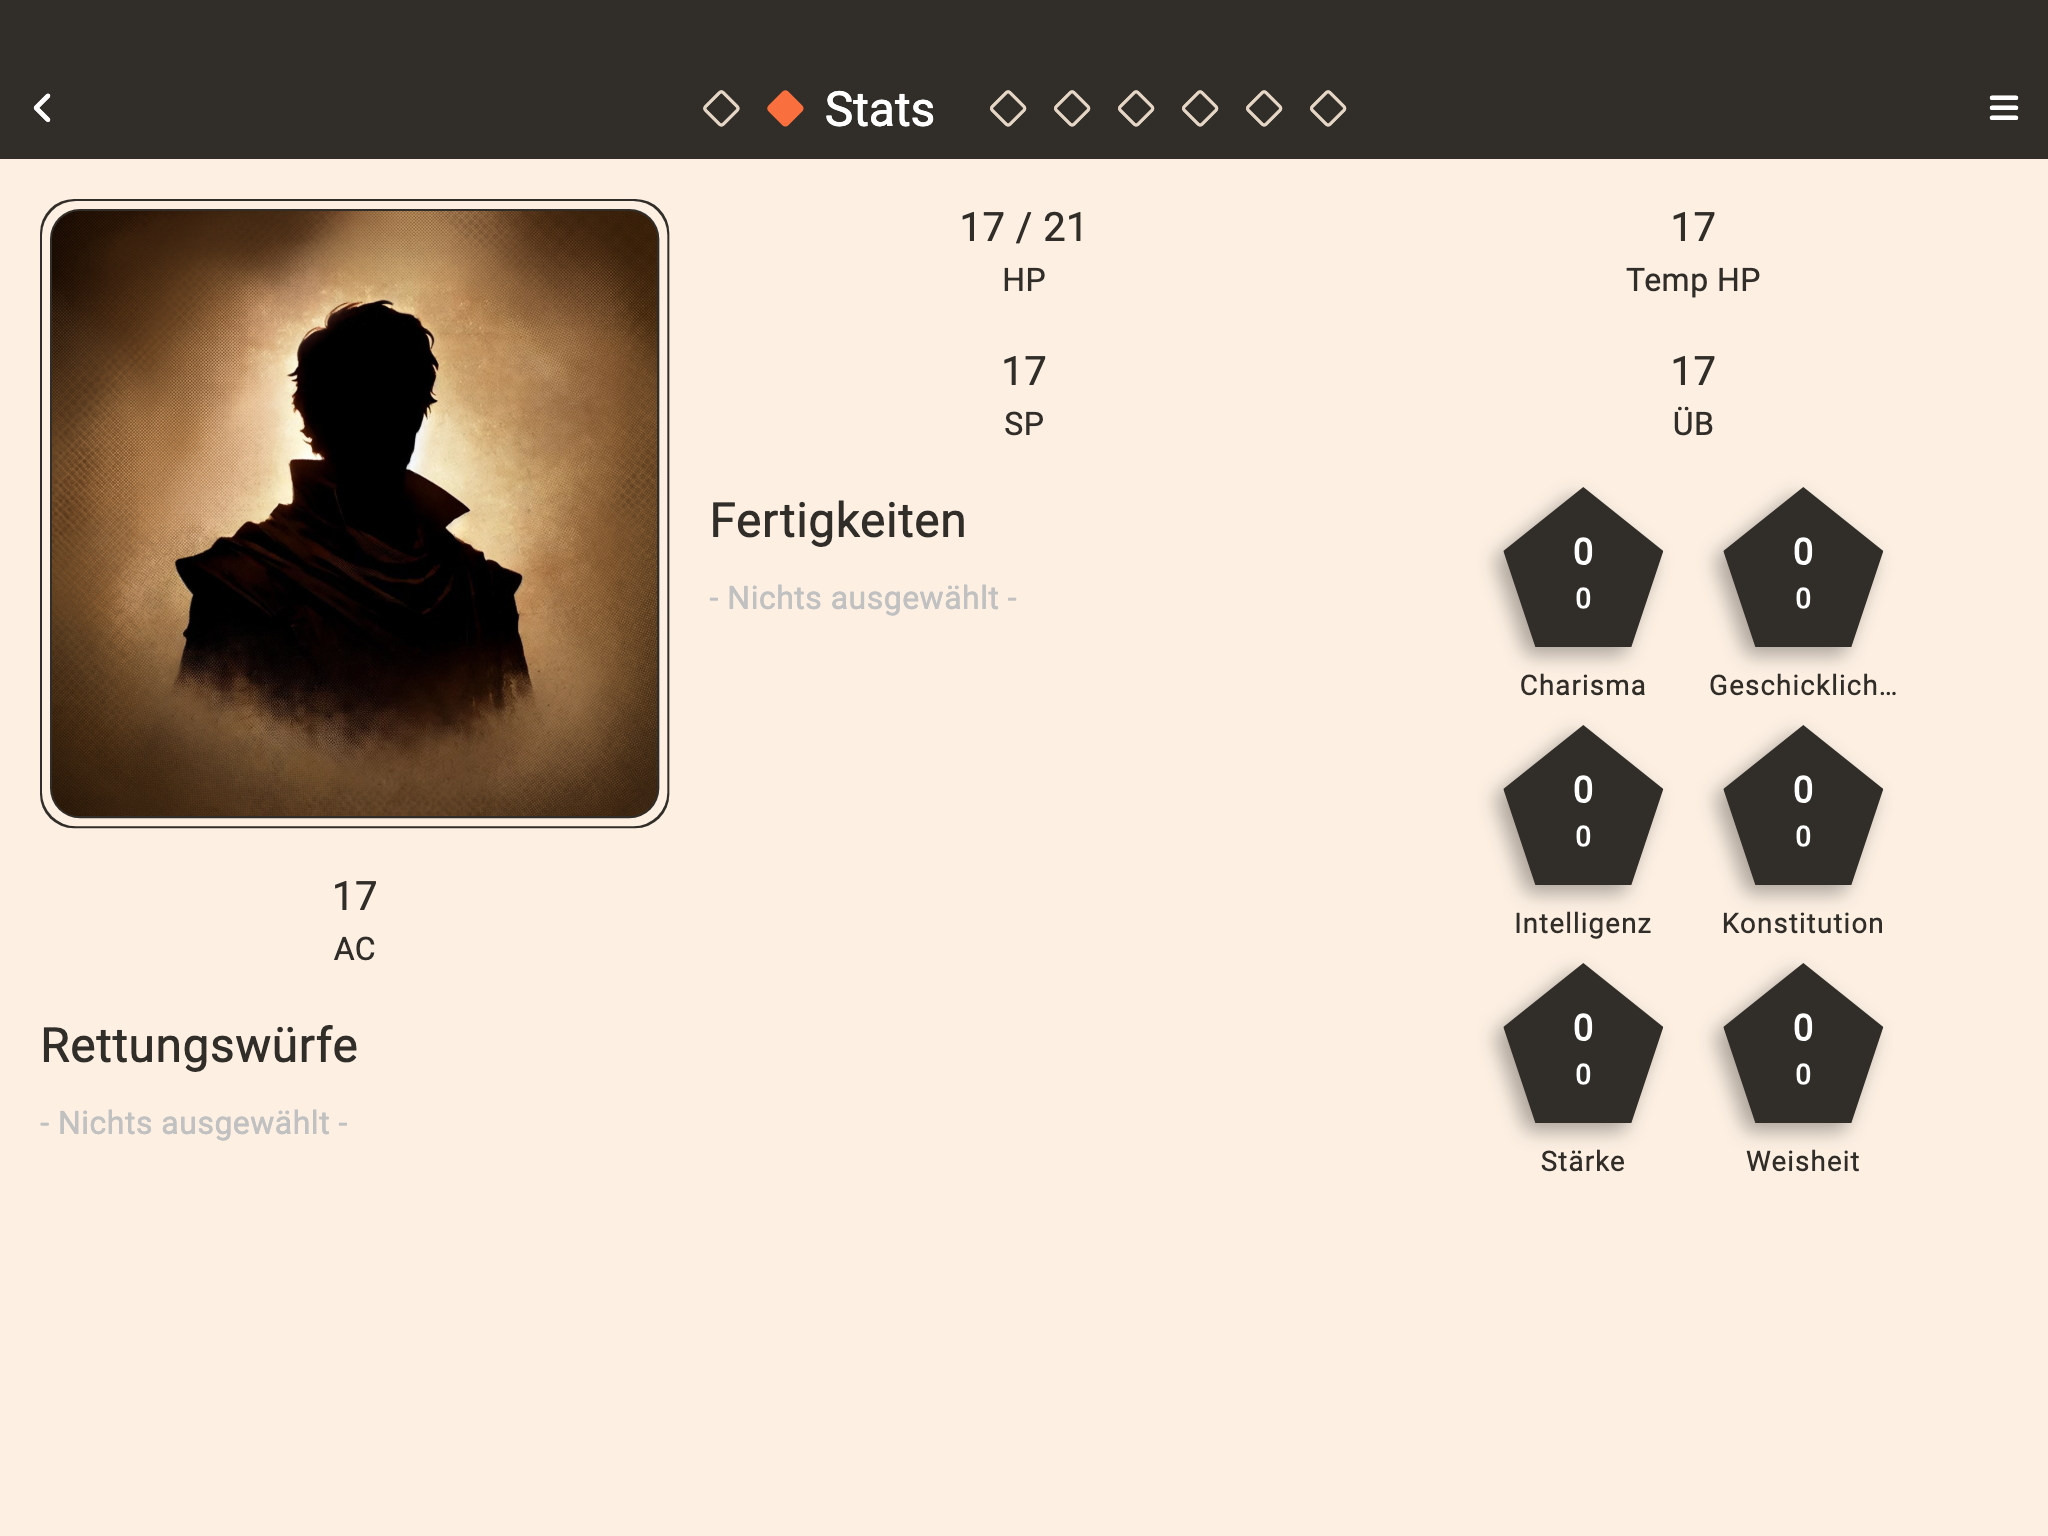 Stats
17 / 21
HP
17
Temp HP
17
SP
17
ÜB
Fertigkeiten
- Nichts ausgewählt -
0
0
Charisma
0
0
Geschicklich...
0
0
Intelligenz
0
0
Konstitution
0
0
Stärke
0
0
Weisheit
17
AC
Rettungswürfe
- Nichts ausgewählt -